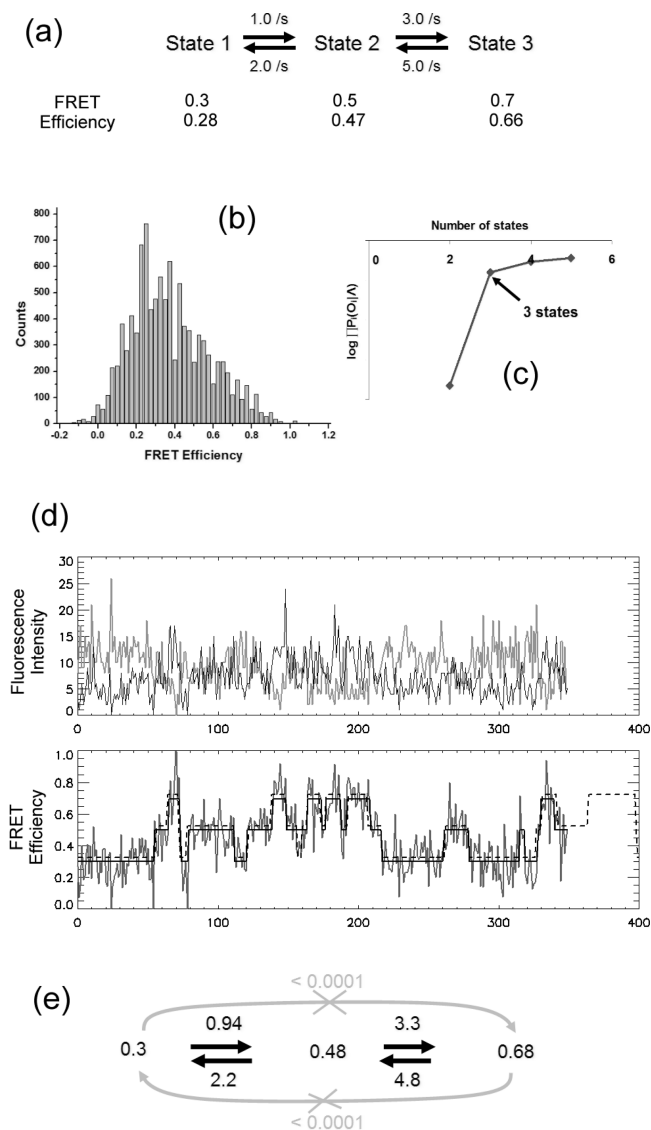 (a)
1.0 /s 3.0 /s
State 1 State 2 State 3
2.0 /s 5.0 /s
FRET 0.3 0.5 0.7
Efficiency 0.28 0.47 0.66
(b)
800
700
600
500
400
300
200
100
0
Counts
-0.2 0.0 0.2 0.4 0.6 0.8 1.0 1.2
FRET Efficiency
Number of states
0 2 4 6
3 states
log ∏P(Oᵢ|Λ)
(c)
(d)
30
25
20
15
10
5
0
Fluorescence
Intensity
0 100 200 300 400
1.0
0.8
0.6
0.4
0.2
0.0
FRET
Efficiency
0 100 200 300 400
(e)
< 0.0001
0.94 3.3
0.3 0.48 0.68
2.2 4.8
< 0.0001